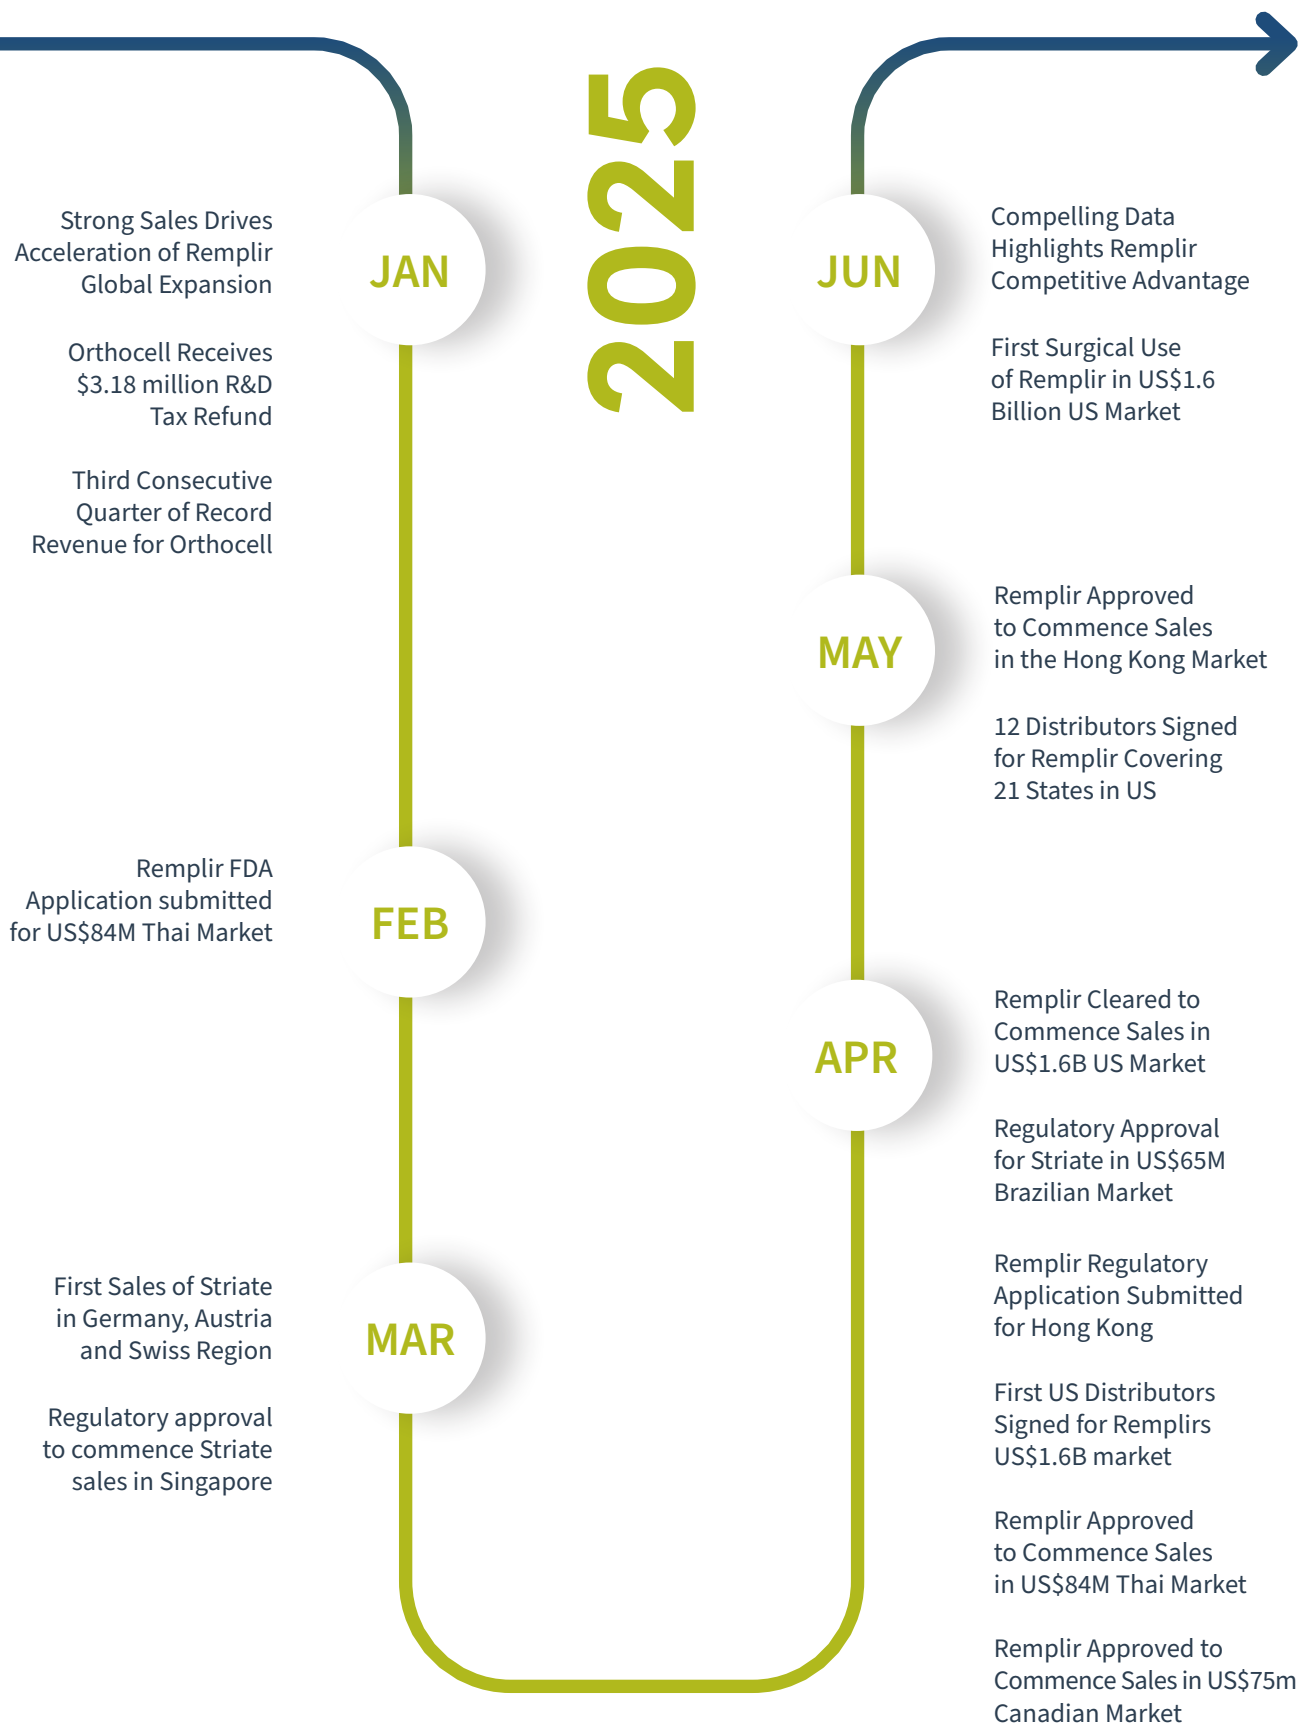 2025
JAN
Strong Sales Drives
Acceleration of Remplir
Global Expansion
Orthocell Receives
$3.18 million R&D
Tax Refund
Third Consecutive
Quarter of Record
Revenue for Orthocell
FEB
Remplir FDA
Application submitted
for US$84M Thai Market
MAR
First Sales of Striate
in Germany, Austria
and Swiss Region
Regulatory approval
to commence Striate
sales in Singapore
APR
Remplir Cleared to
Commence Sales in
US$1.6B US Market
Regulatory Approval
for Striate in US$65M
Brazilian Market
Remplir Regulatory
Application Submitted
for Hong Kong
First US Distributors
Signed for Remplirs
US$1.6B market
Remplir Approved
to Commence Sales
in US$84M Thai Market
Remplir Approved to
Commence Sales in US$75m
Canadian Market
MAY
Remplir Approved
to Commence Sales
in the Hong Kong Market
12 Distributors Signed
for Remplir Covering
21 States in US
JUN
Compelling Data
Highlights Remplir
Competitive Advantage
First Surgical Use
of Remplir in US$1.6
Billion US Market